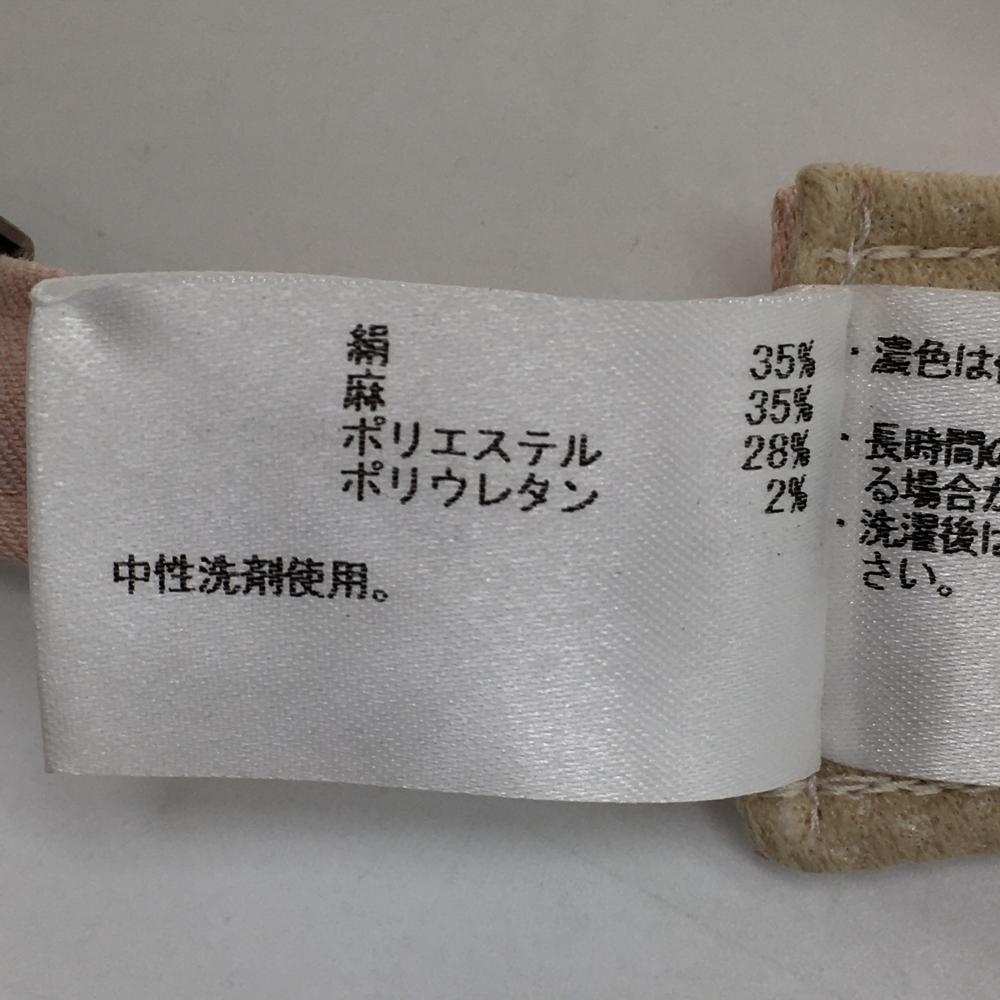 絹 35%
麻 35%
ポリエステル 28%
ポリウレタン 2%
中性洗剤使用。
・濃色は
・長時間の
る場合が
・洗濯後は
さい。